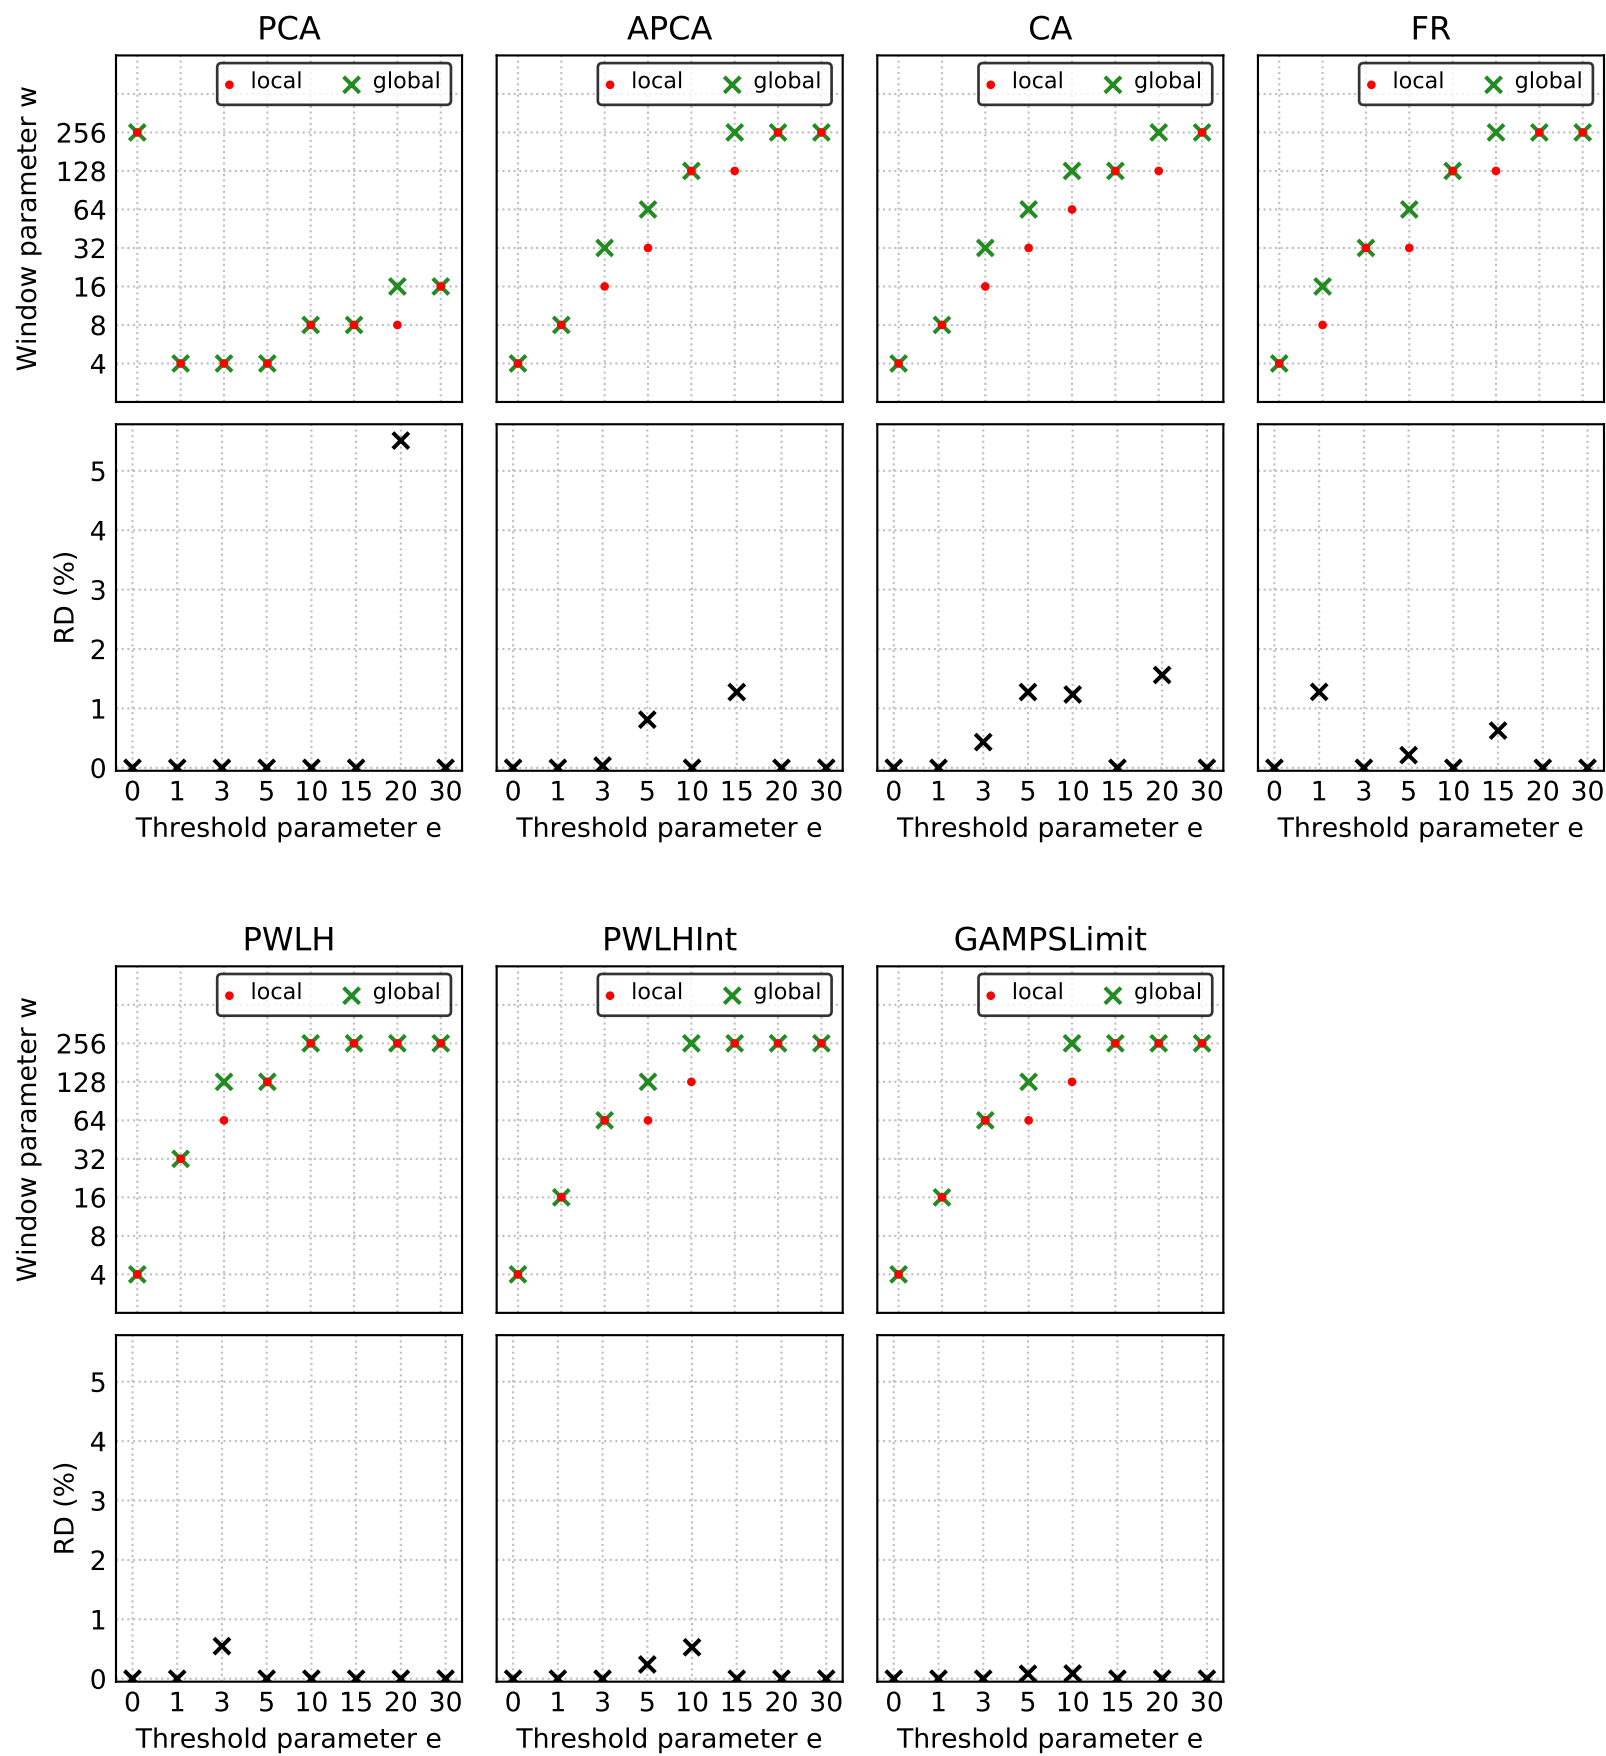 PCA APCA CA FR
local global local global local global local global
Window parameter w
256
128
64
32
16
8
4
RD (%)
5
4
3
2
1
0
0 1 3 5 10 15 20 30 0 1 3 5 10 15 20 30 0 1 3 5 10 15 20 30 0 1 3 5 10 15 20 30
Threshold parameter e Threshold parameter e Threshold parameter e Threshold parameter e
PWLH PWLHInt GAMPSLimit
local global local global local global
Window parameter w
256
128
64
32
16
8
4
RD (%)
5
4
3
2
1
0
0 1 3 5 10 15 20 30 0 1 3 5 10 15 20 30 0 1 3 5 10 15 20 30
Threshold parameter e Threshold parameter e Threshold parameter e